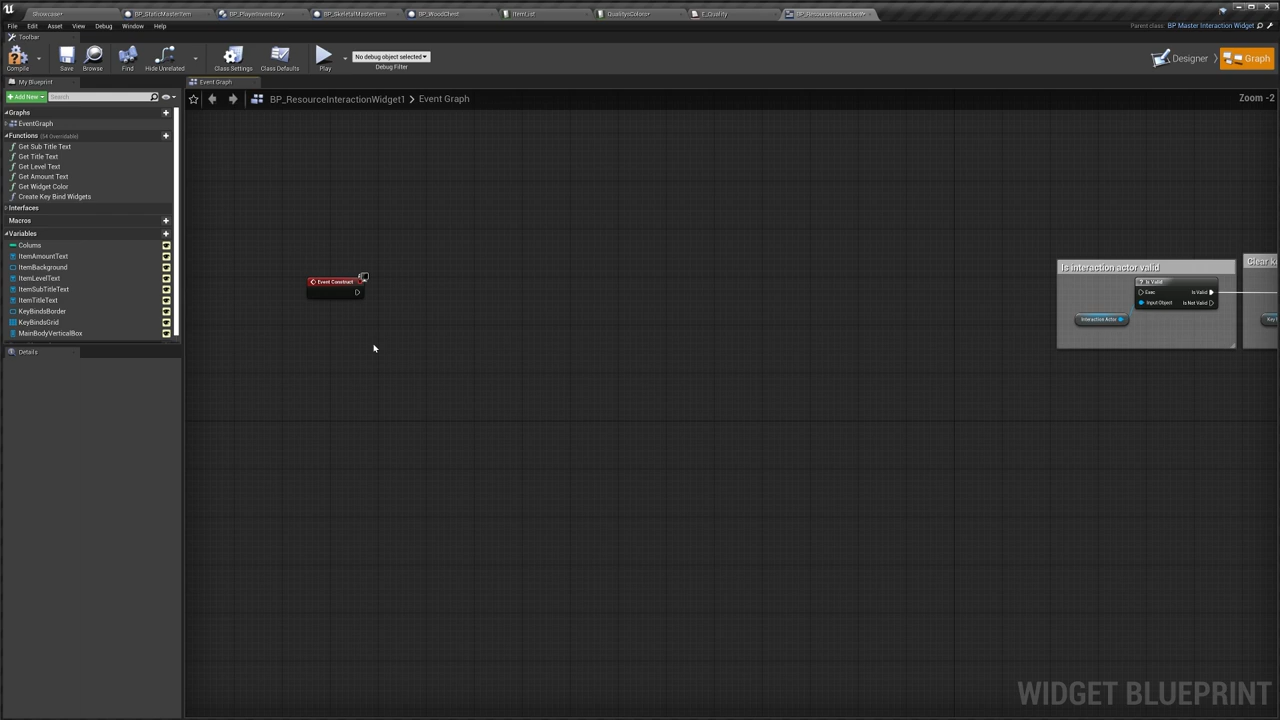 Showcase*
BP_StaticMasterItem
BP_PlayerInventory*
BP_SkeletalMasterItem
BP_WoodChest
ItemList
QualitysColors*
E_Quality
BP_ResourceInteractionW*
File Edit Asset View Debug Window Help
Parent class: BP Master Interaction Widget
Toolbar
Compile
Save
Browse
Find
Hide Unrelated
Class Settings
Class Defaults
Play
No debug object selected
Debug Filter
Designer
Graph
My Blueprint
Event Graph
+Add New
Search
BP_ResourceInteractionWidget1 > Event Graph
Zoom -2
Graphs
EventGraph
Functions (54 Overridable)
Get Sub Title Text
Get Title Text
Get Level Text
Get Amount Text
Get Widget Color
Create Key Bind Widgets
Interfaces
Macros
Variables
Colums
ItemAmountText
ItemBackground
ItemLevelText
ItemSubTitleText
ItemTitleText
KeyBindsBorder
KeyBindsGrid
MainBodyVerticalBox
Details
Event Construct
Is interaction actor valid
Is Valid
Exec
Is Valid
Input Object
Is Not Valid
Interaction Actor
Clear
WIDGET BLUEPRINT